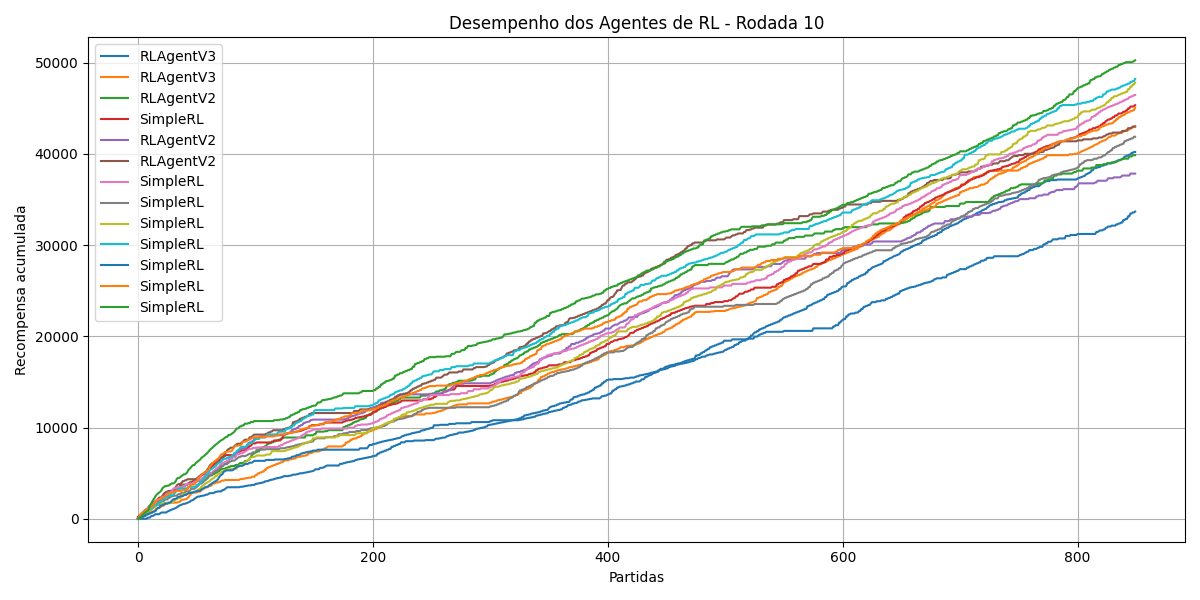 Desempenho dos Agentes de RL - Rodada 10
RLAgentV3
RLAgentV3
RLAgentV2
SimpleRL
RLAgentV2
RLAgentV2
SimpleRL
SimpleRL
SimpleRL
SimpleRL
SimpleRL
SimpleRL
SimpleRL
Recompensa acumulada
50000
40000
30000
20000
10000
0
0
200
400
600
800
Partidas